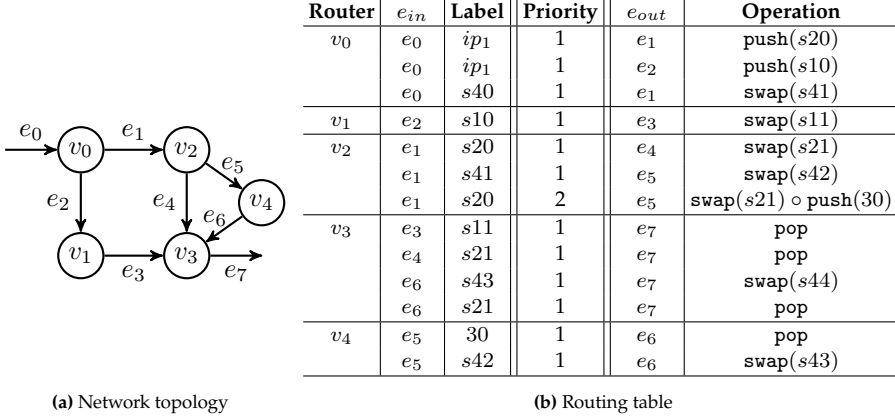 e0
v0
e1
v2
e5
v4
e2
e4
e6
v1
e3
v3
e7
(a) Network topology
Router e_in Label Priority e_out Operation
v0 e0 ip1 1 e1 push(s20)
e0 ip1 1 e2 push(s10)
e0 s40 1 e1 swap(s41)
v1 e2 s10 1 e3 swap(s11)
v2 e1 s20 1 e4 swap(s21)
e1 s41 1 e5 swap(s42)
e1 s20 2 e5 swap(s21) ∘ push(30)
v3 e3 s11 1 e7 pop
e4 s21 1 e7 pop
e6 s43 1 e7 swap(s44)
e6 s21 1 e7 pop
v4 e5 30 1 e6 pop
e5 s42 1 e6 swap(s43)
(b) Routing table